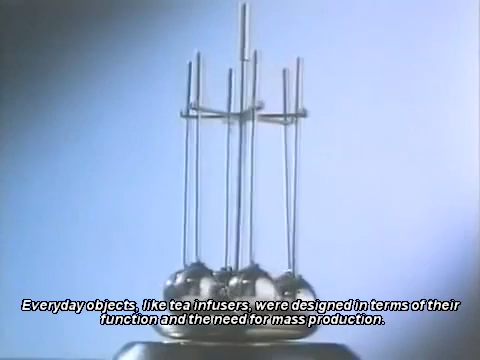 Everyday objects, like tea infusers, were designed in terms of their
function and the need for mass production.